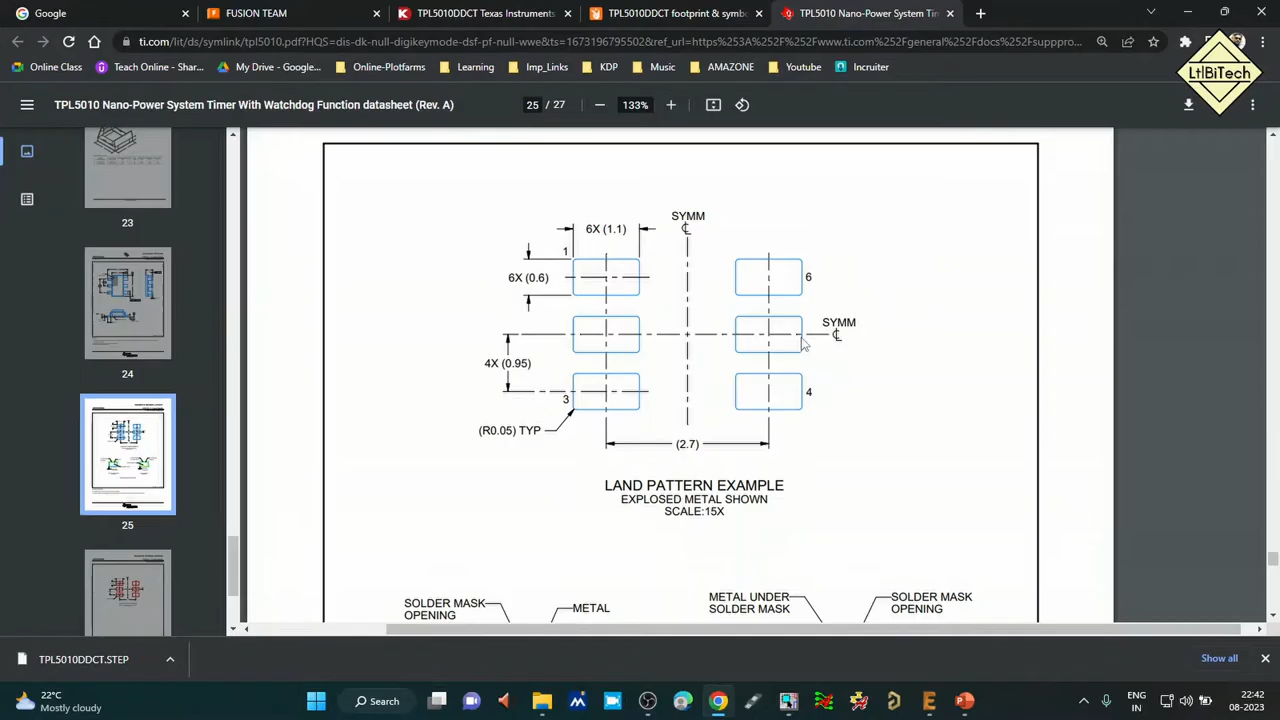 Google
FUSION TEAM
TPL5010DDCT Texas Instruments
TPL5010DDCT footprint & symb
TPL5010 Nano-Power System Tim
ti.com/lit/ds/symlink/tpl5010.pdf?HQS=dis-dk-null-digikeymode-dsf-pf-null-wwe&ts=1673196795502&ref_url=https%253A%252F%252Fwww.ti.com%252Fgeneral%252Fdocs%252Fsupppro...
Online Class
Teach Online - Shar...
My Drive - Google...
Online-Platfarms
Learning
Imp. Links
KDP
Music
AMAZONE
Youtube
Incruiter
LtlBiTech
TPL5010 Nano-Power System Timer With Watchdog Function datasheet (Rev. A)
25 / 27
133%
23
24
25
SYMM
6X (1.1)
1
6X (0.6)
6
SYMM
4X (0.95)
3
4
(R0.05) TYP
(2.7)
LAND PATTERN EXAMPLE
EXPLOSED METAL SHOWN
SCALE:15X
SOLDER MASK
OPENING
METAL
METAL UNDER
SOLDER MASK
SOLDER MASK
OPENING
TPL5010DDCT.STEP
Show all
22°C
Mostly cloudy
Search
ENG
IN
22:42
08-2023